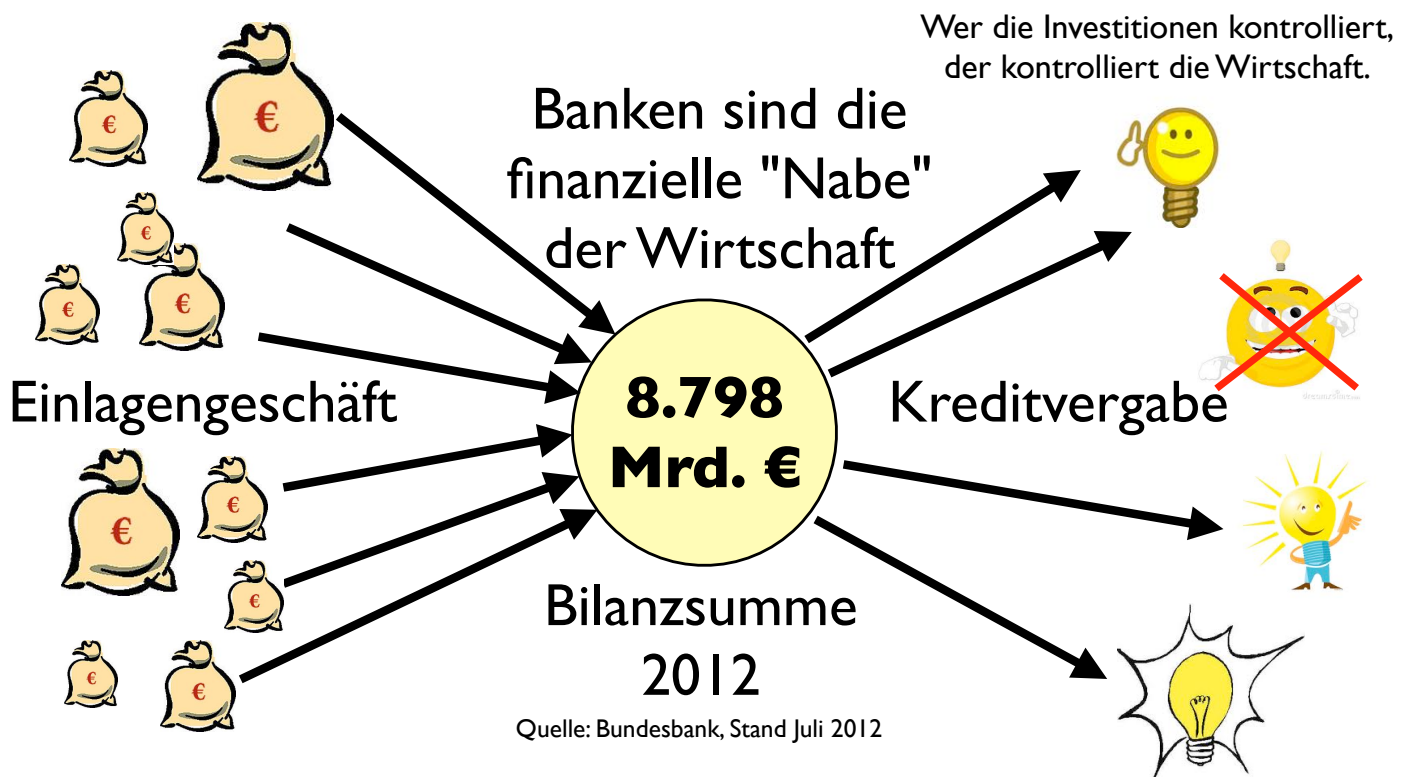 Wer die Investitionen kontrolliert,
der kontrolliert die Wirtschaft.
Banken sind die
finanzielle "Nabe"
der Wirtschaft
€
€
€
€
€
Einlagengeschäft
8.798
Mrd. €
Kreditvergabe
€
€
€
€
€
Bilanzsumme
2012
Quelle: Bundesbank, Stand Juli 2012